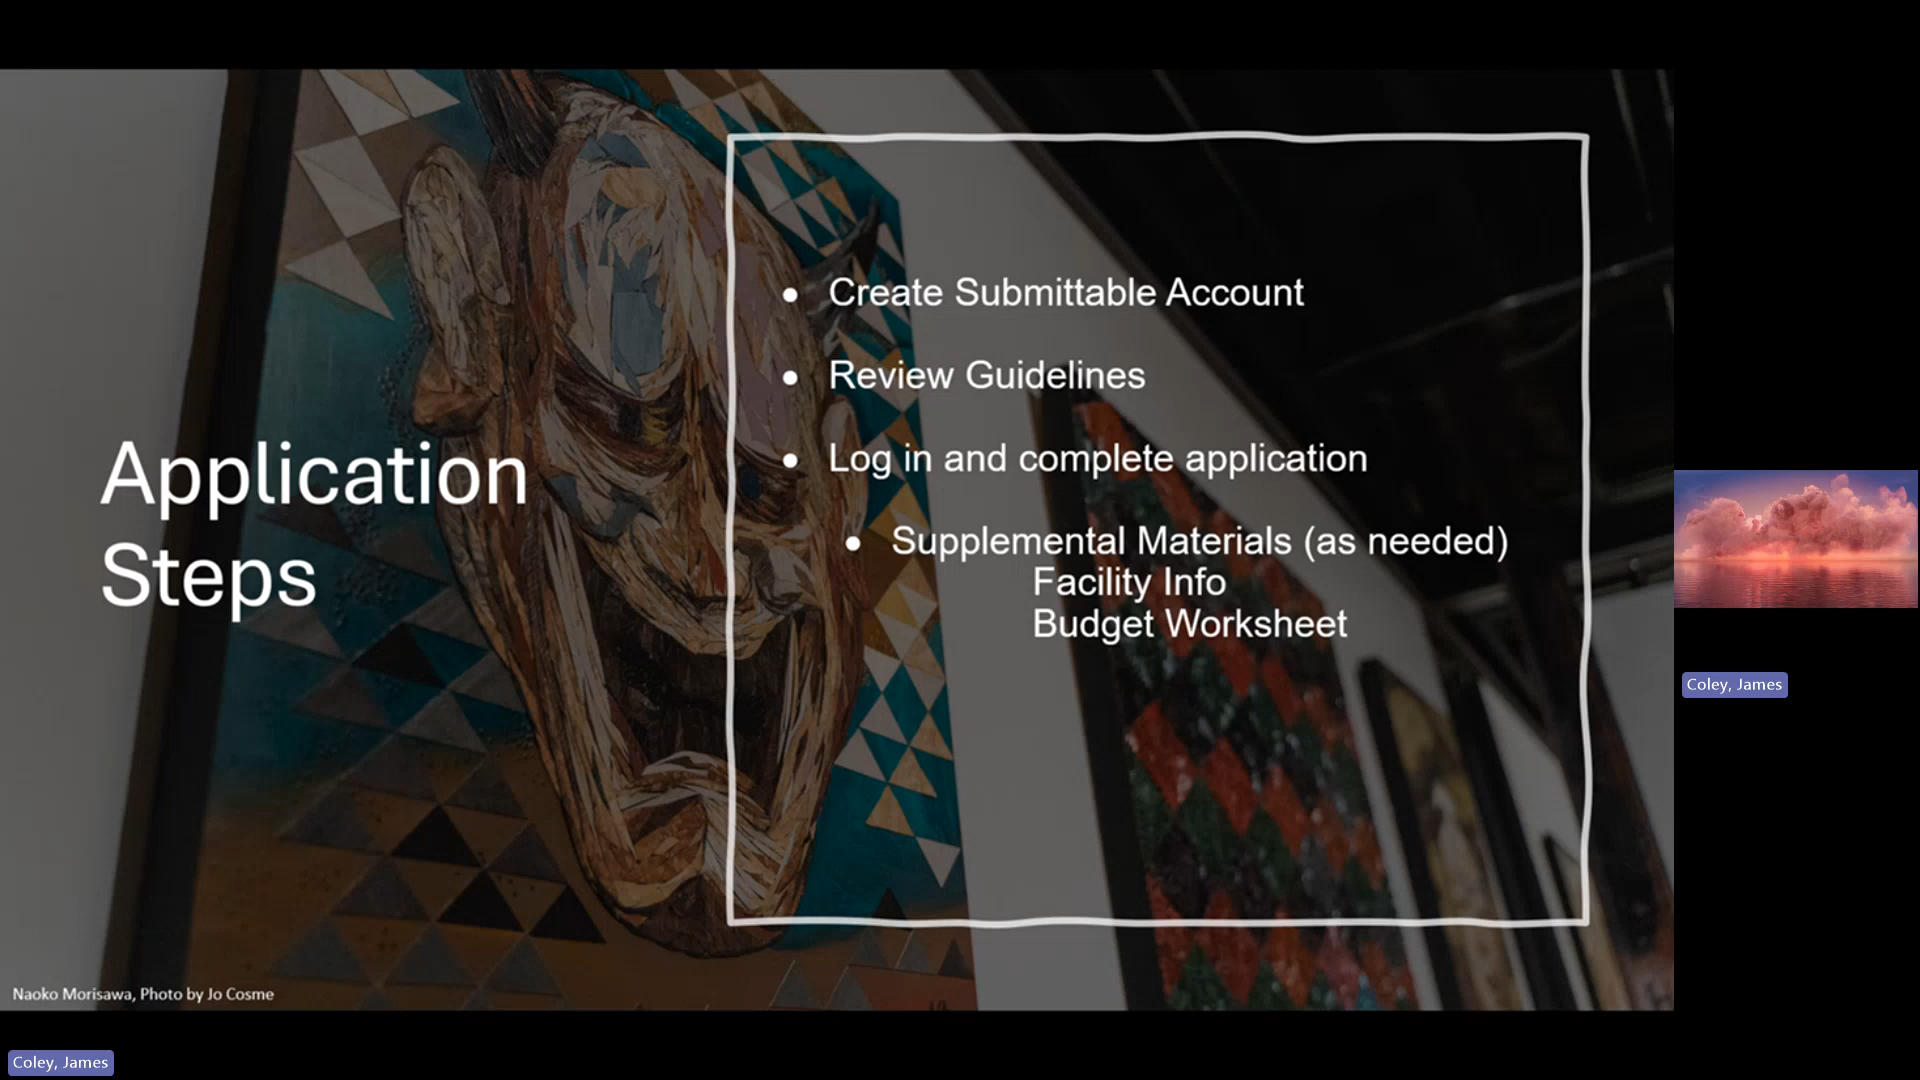 Application
Steps
• Create Submittable Account
• Review Guidelines
• Log in and complete application
• Supplemental Materials (as needed)
Facility Info
Budget Worksheet
Naoko Morisawa, Photo by Jo Cosme
Coley, James
Coley, James